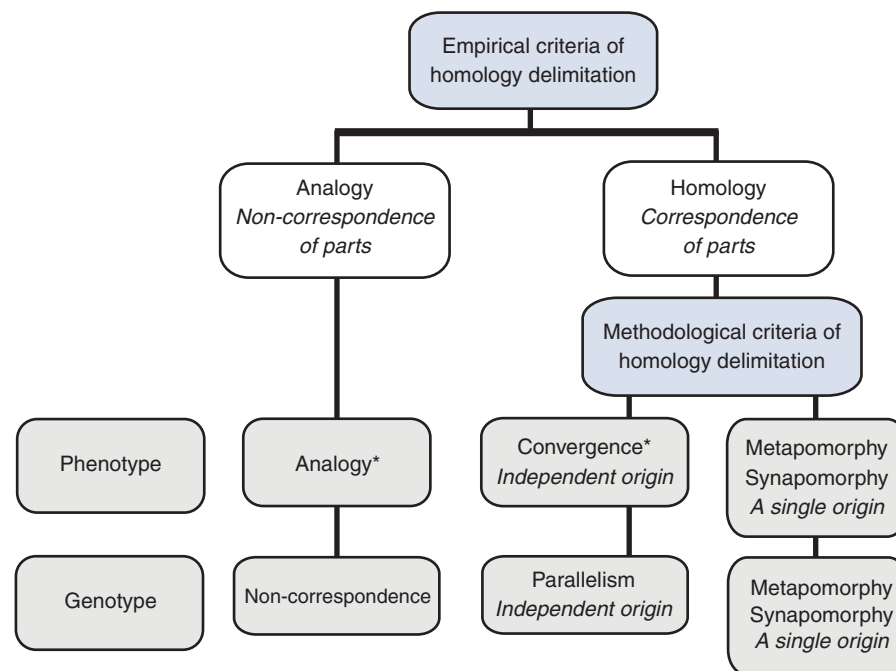 Empirical criteria of
homology delimitation
Analogy
Non-correspondence
of parts
Homology
Correspondence
of parts
Methodological criteria of
homology delimitation
Phenotype
Analogy*
Convergence*
Independent origin
Metapomorphy
Synapomorphy
A single origin
Genotype
Non-correspondence
Parallelism
Independent origin
Metapomorphy
Synapomorphy
A single origin